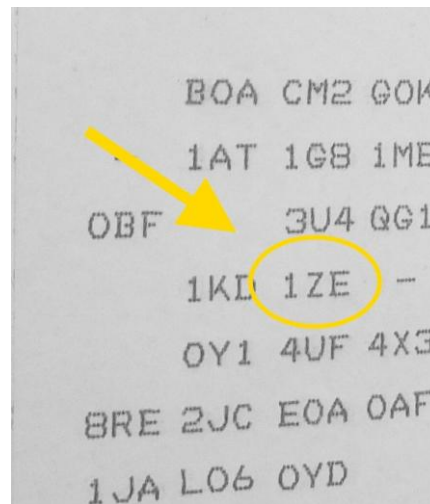 BOA CM2 GOK
- 1AT 1G8 1ME
OBF 3U4 QG1
1KD 1ZE -
OY1 4UF 4X3
8RE 2JC EOA OAF
1JA LO6 OYD